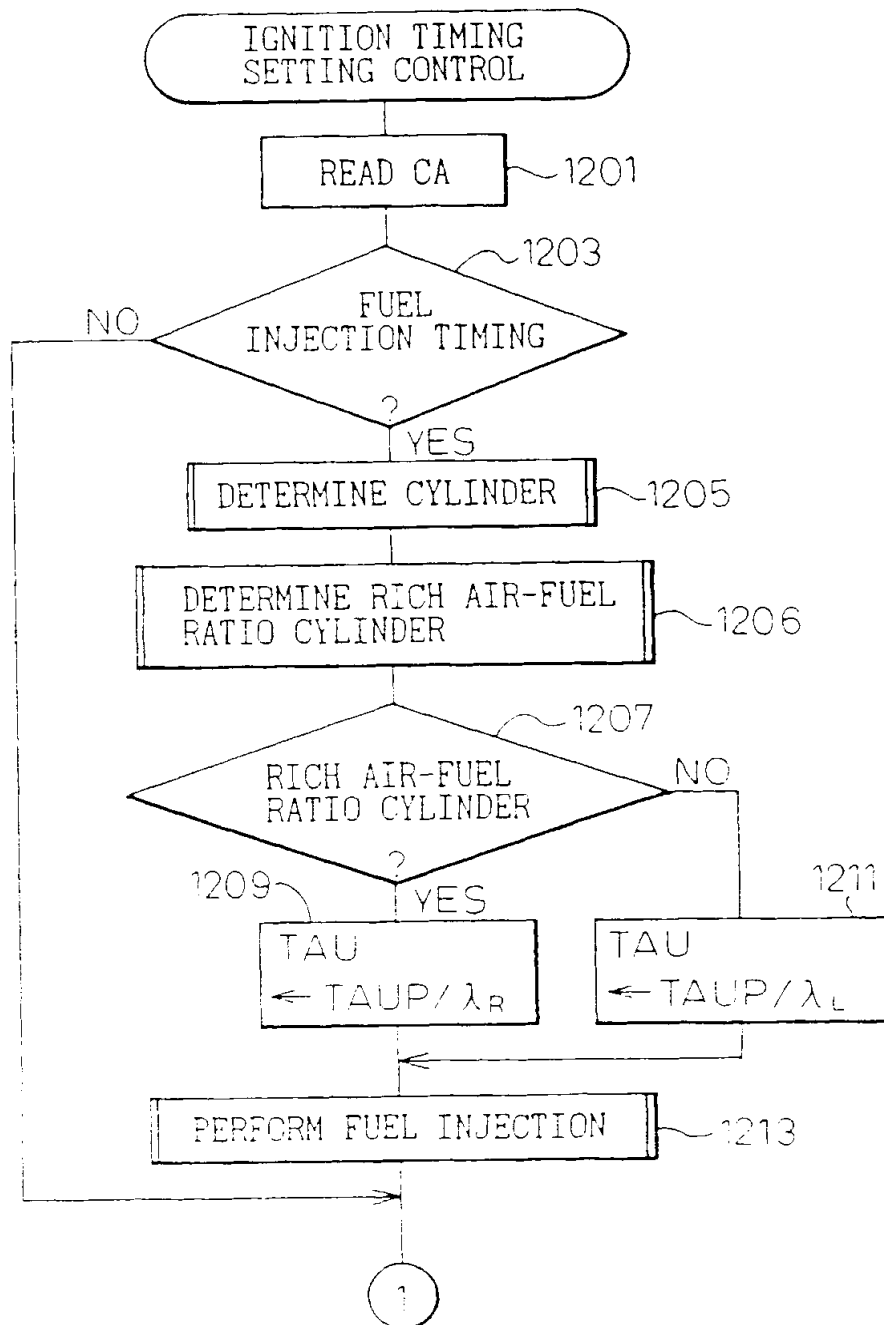 IGNITION TIMING
SETTING CONTROL
READ CA
1201
1203
FUEL
INJECTION TIMING
?
NO
YES
DETERMINE CYLINDER
1205
DETERMINE RICH AIR-FUEL
RATIO CYLINDER
1206
1207
RICH AIR-FUEL
RATIO CYLINDER
?
NO
YES
1209
TAU
← TAUP/λR
1211
TAU
← TAUP/λL
PERFORM FUEL INJECTION
1213
1